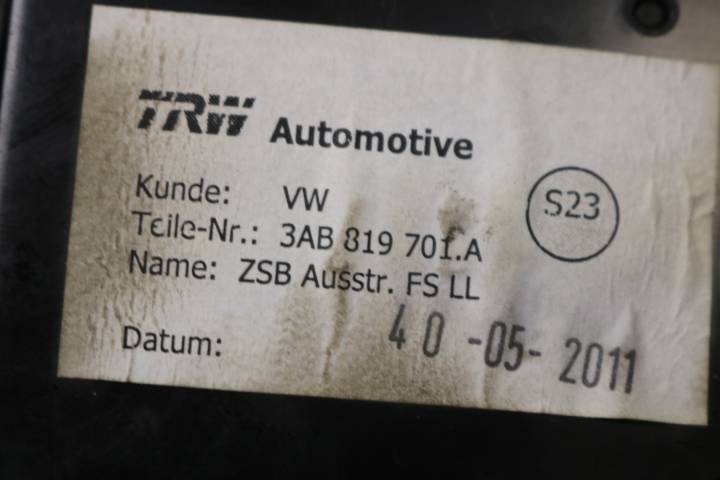 TRW Automotive
Kunde: VW
S23
Teile-Nr.: 3AB 819 701.A
Name: ZSB Ausstr. FS LL
Datum: 40 -05- 2011